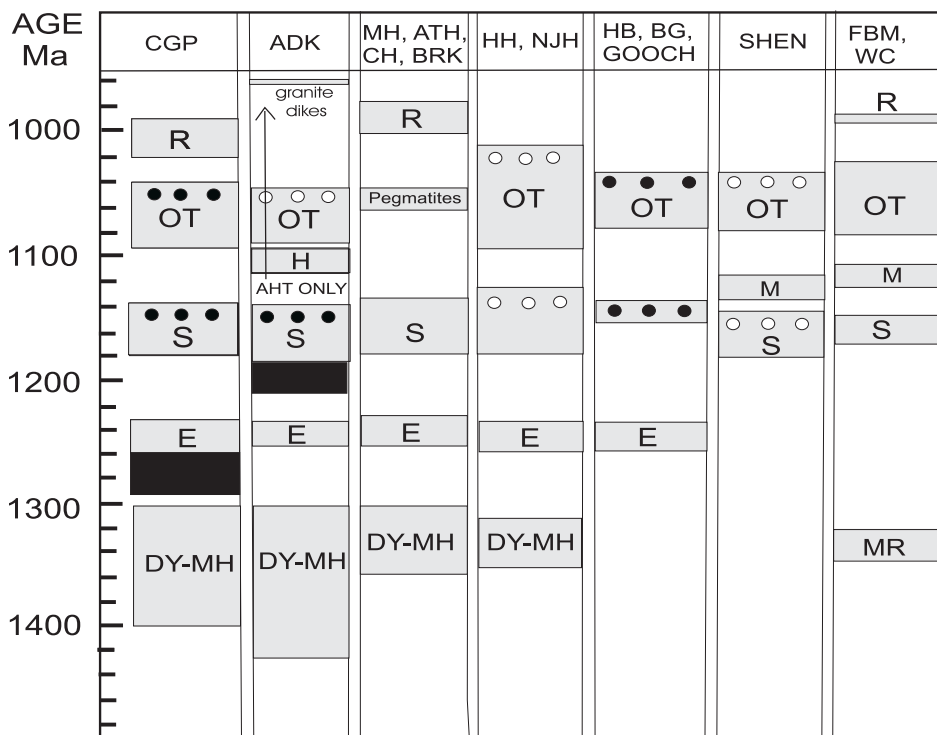 AGE
Ma
CGP
ADK
MH, ATH,
CH, BRK
HH, NJH
HB, BG,
GOOCH
SHEN
FBM,
WC
1000
1100
1200
1300
1400
R
OT
S
E
DY-MH
granite
dikes
OT
H
AHT ONLY
S
E
DY-MH
R
Pegmatites
S
E
DY-MH
OT
E
DY-MH
OT
E
OT
M
S
R
OT
M
S
MR